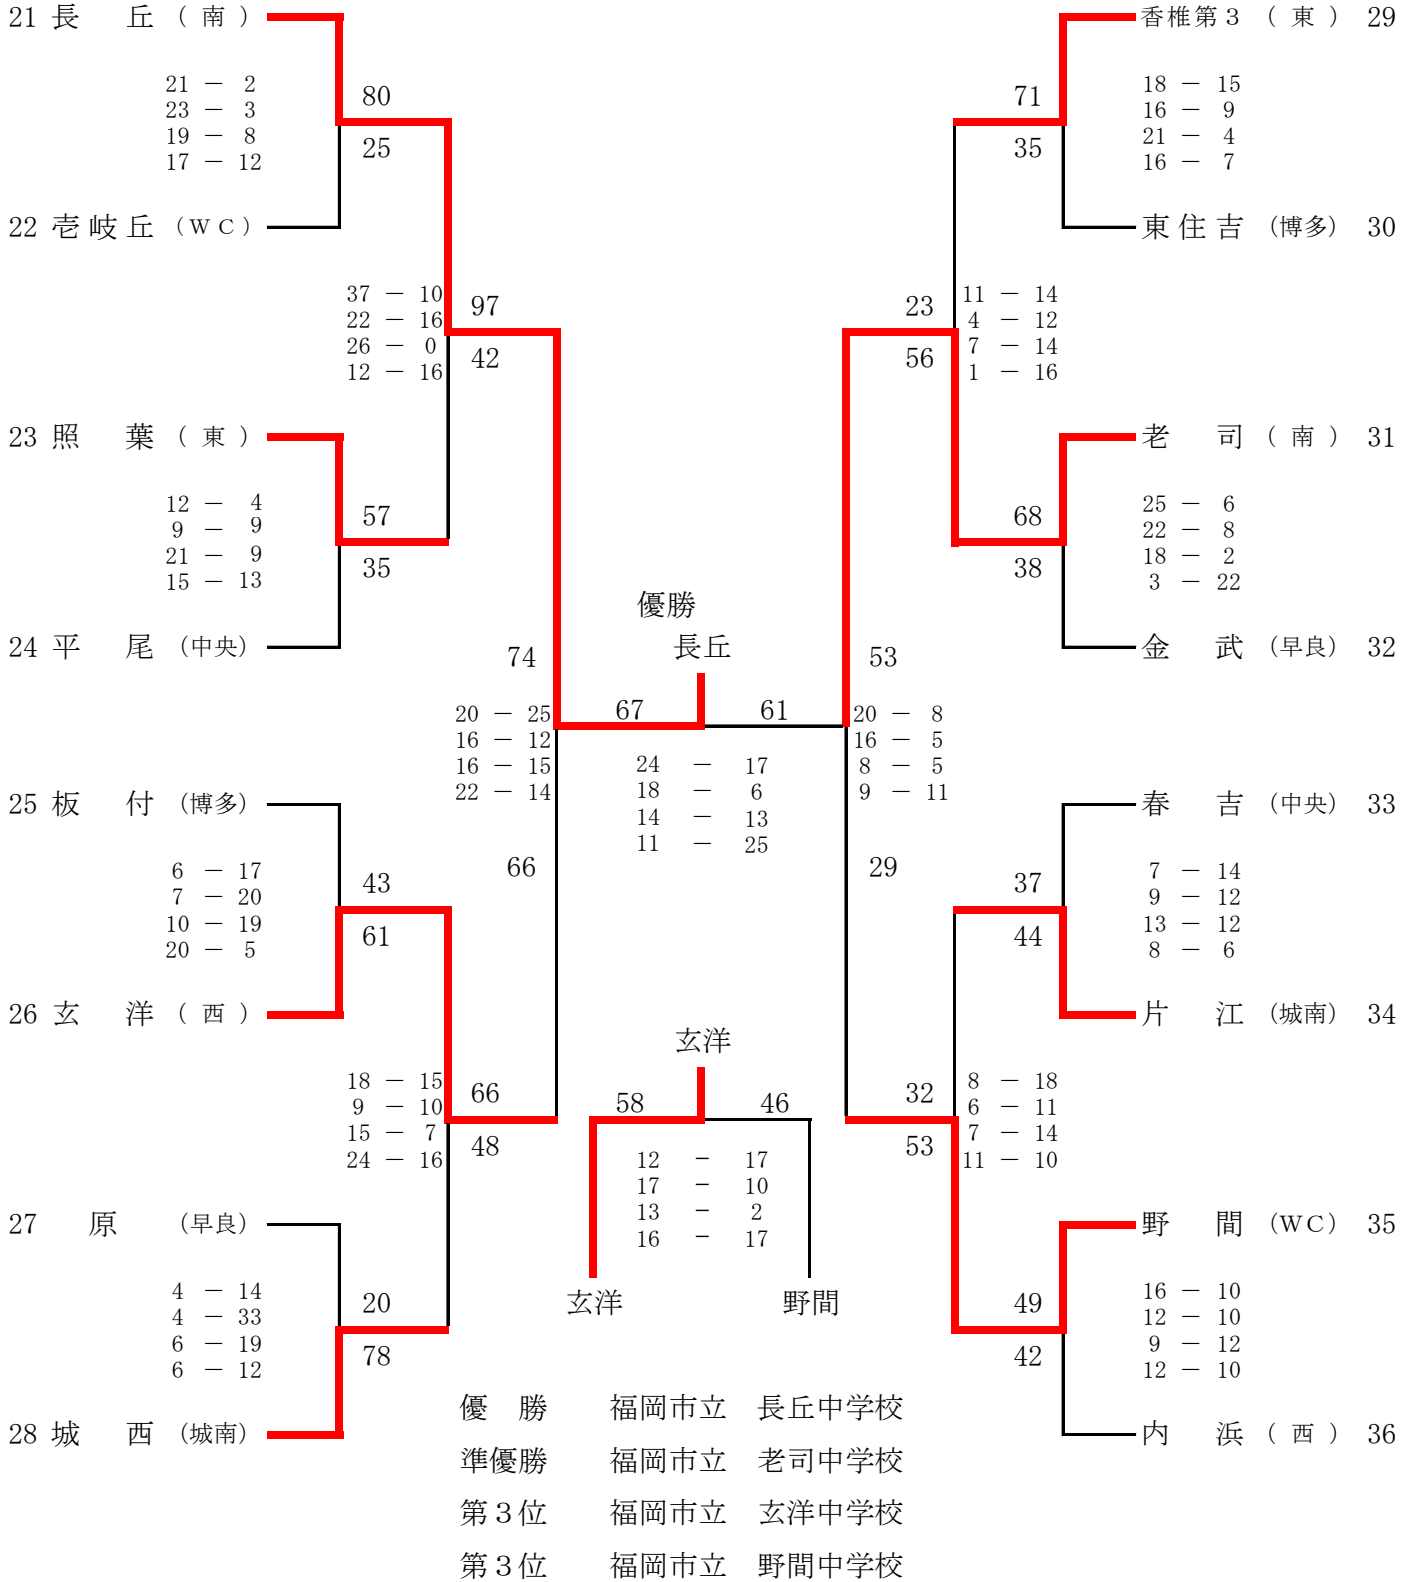 21 長　丘 （ 南 ）
21 － 2
23 － 3
19 － 8
17 － 12
80
25
22 壱岐丘 （ＷＣ）
37 － 10
22 － 16
26 － 0
12 － 16
97
42
23 照　葉 （ 東 ）
12 － 4
9 － 9
21 － 9
15 － 13
57
35
24 平　尾 （中央）
74
20 － 25
16 － 12
16 － 15
22 － 14
66
25 板　付 （博多）
6 － 17
7 － 20
10 － 19
20 － 5
43
61
26 玄　洋 （ 西 ）
18 － 15
9 － 10
15 － 7
24 － 16
66
48
27 原 （早良）
4 － 14
4 － 33
6 － 19
6 － 12
20
78
28 城　西 （城南）
優勝
長丘
67 61
24 － 17
18 － 6
14 － 13
11 － 25
玄洋
58 46
12 － 17
17 － 10
13 － 2
16 － 17
玄洋 野間
香椎第３ （ 東 ） 29
71
35
18 － 15
16 － 9
21 － 4
16 － 7
東住吉 （博多） 30
23
56
11 － 14
4 － 12
7 － 14
1 － 16
老　司 （ 南 ） 31
68
38
25 － 6
22 － 8
18 － 2
3 － 22
金　武 （早良） 32
53
20 － 8
16 － 5
8 － 5
9 － 11
29
春　吉 （中央） 33
37
44
7 － 14
9 － 12
13 － 12
8 － 6
片　江 （城南） 34
32
53
8 － 18
6 － 11
7 － 14
11 － 10
野　間 （ＷＣ） 35
49
42
16 － 10
12 － 10
9 － 12
12 － 10
内　浜 （ 西 ） 36
優　勝　　福岡市立　長丘中学校
準優勝　　福岡市立　老司中学校
第３位　　福岡市立　玄洋中学校
第３位　　福岡市立　野間中学校